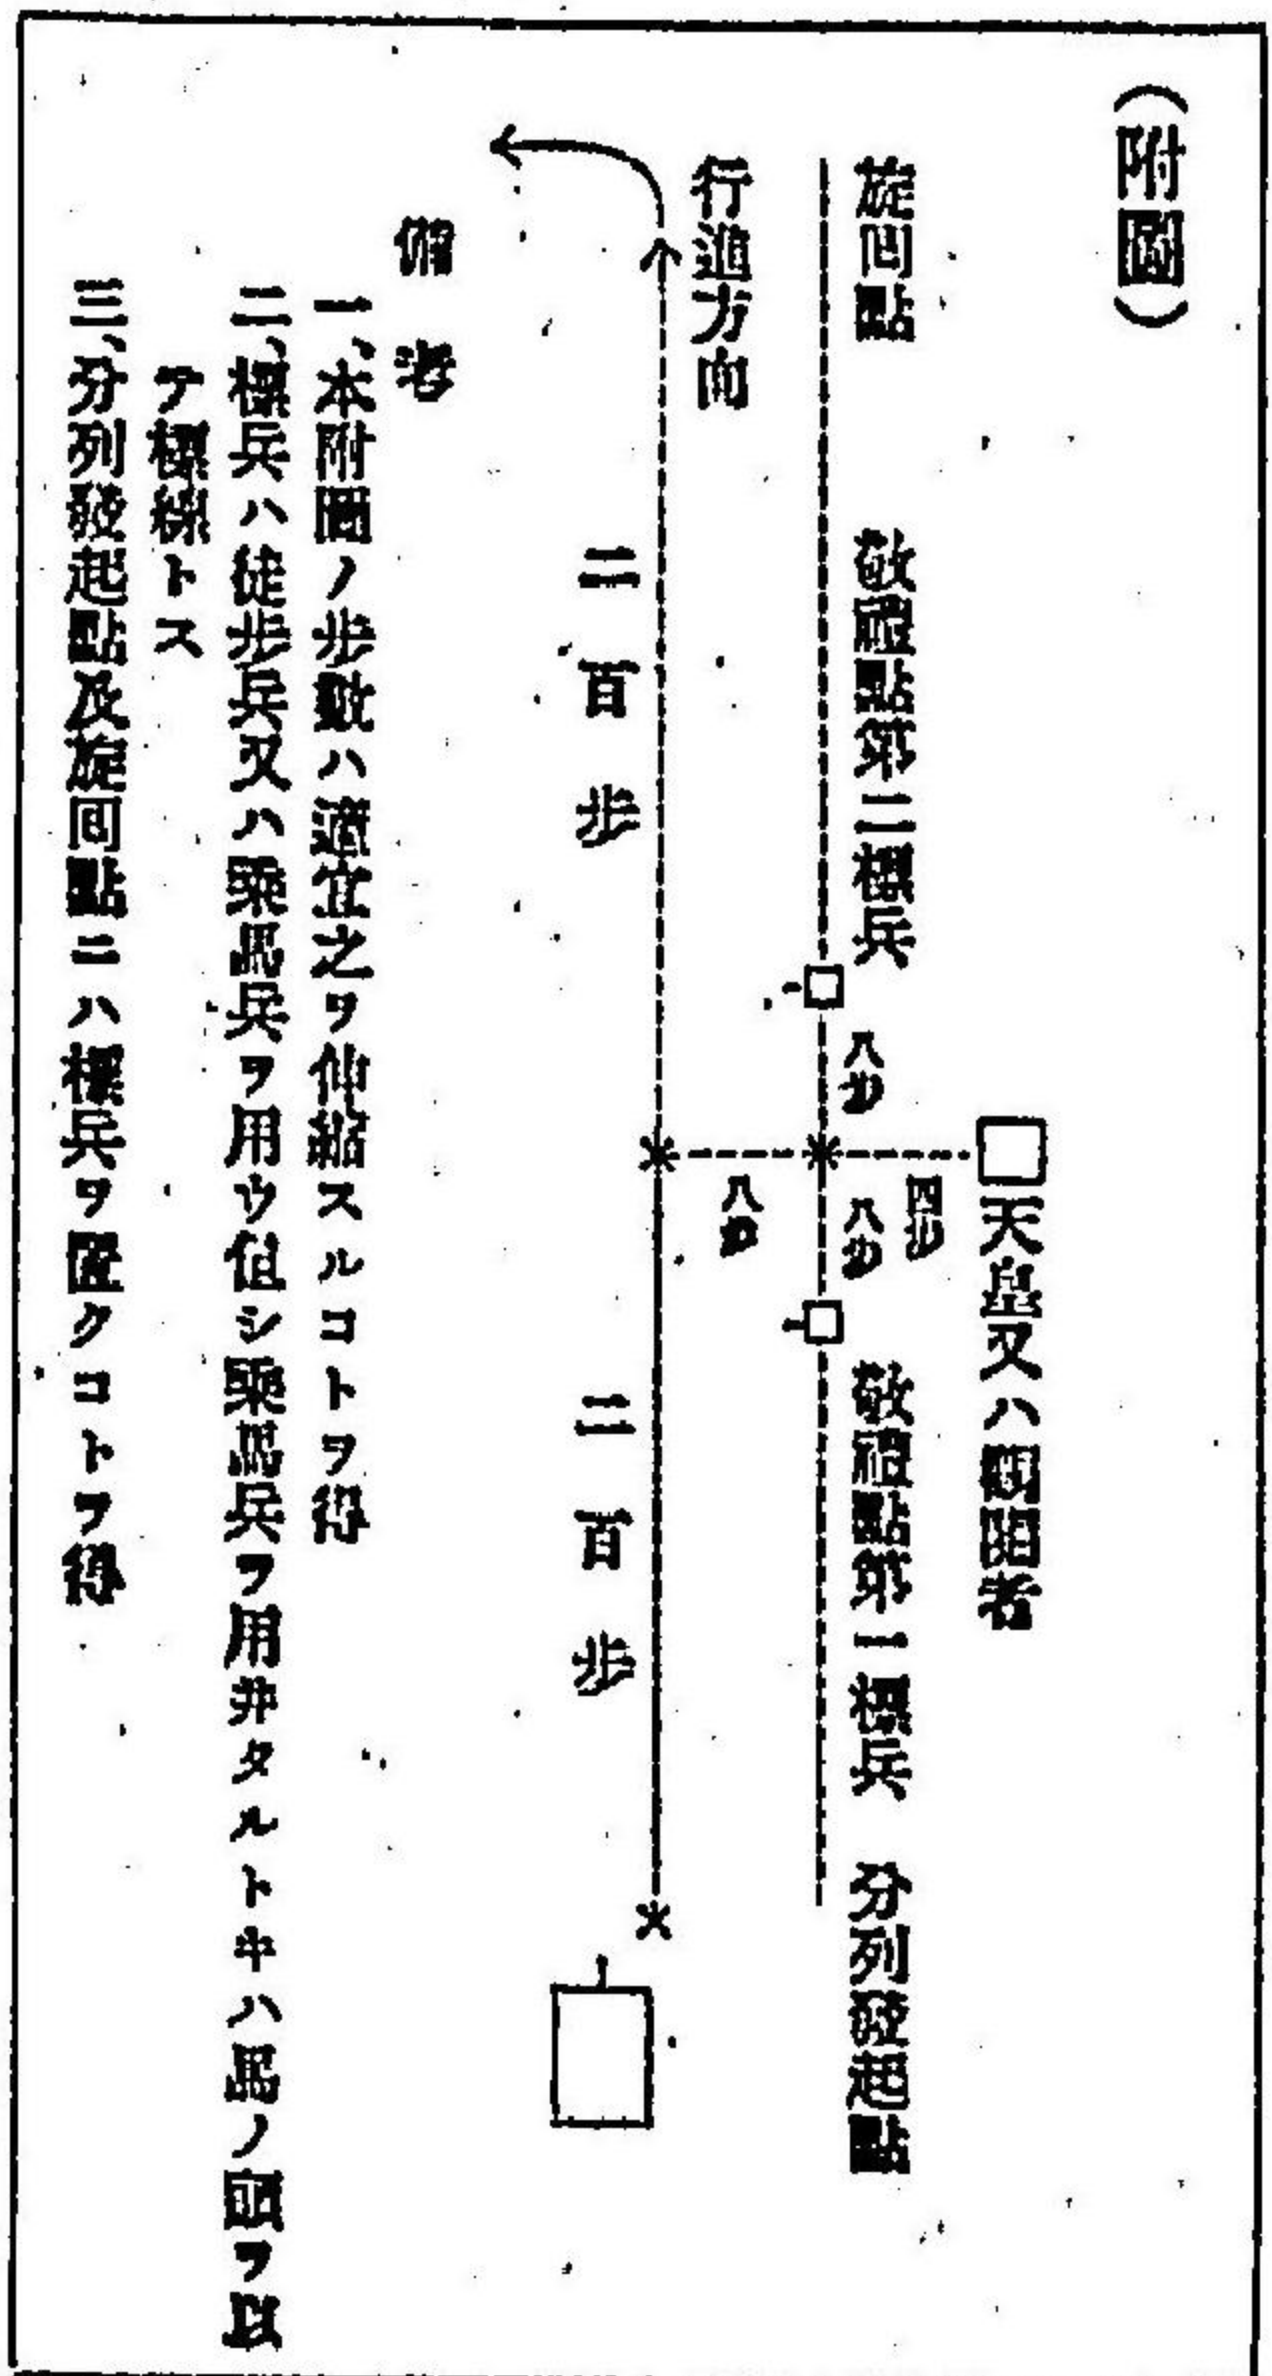 (附圖)
天皇又ハ觀閲者
旋回點
敬禮點第二標兵
八步
四步
八步
敬禮點第一標兵
分列發起點
行進方向
八步
二百步
二百步
備考
一、本附圖ノ步數ハ適宜之ヲ伸縮スルコトヲ得
二、標兵ハ徒步兵又ハ乘馬兵ヲ用ウ但シ乘馬兵ヲ用井タルトキハ馬ノ頭ヲ以
テ標線トス
三、分列發起點及旋回點ニハ標兵ヲ置クコトヲ得